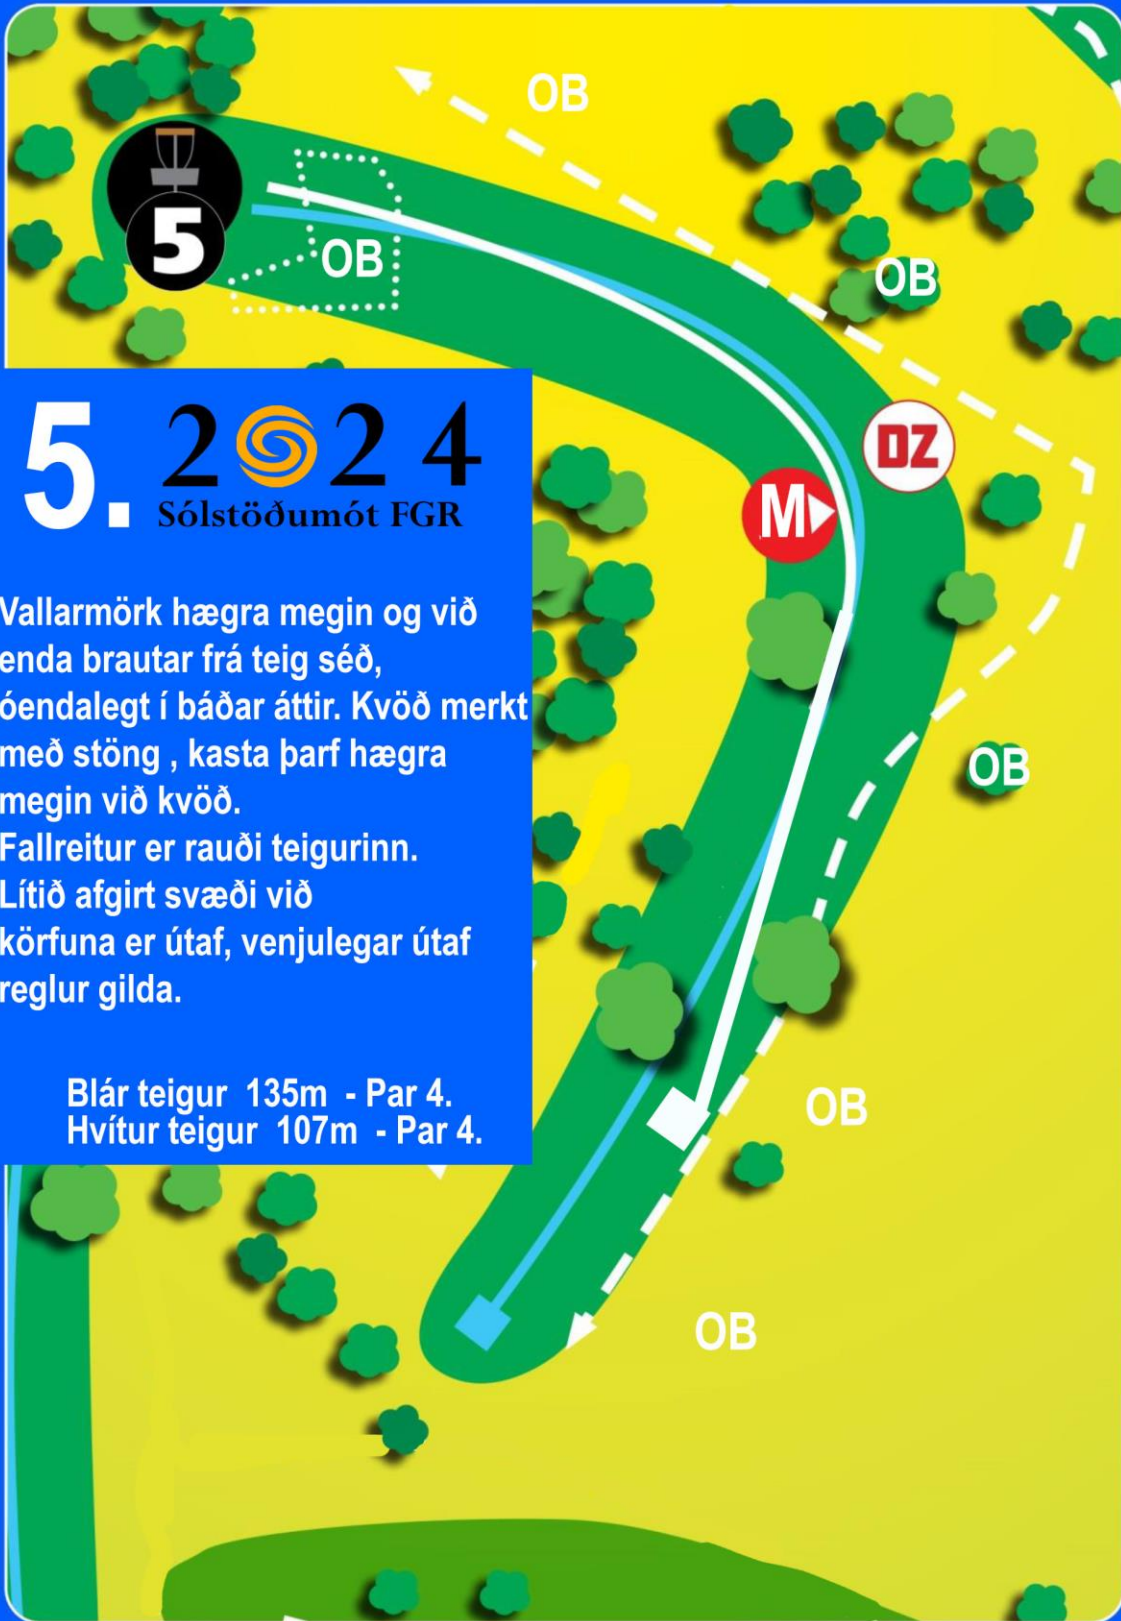 OB
5
OB
OB
DZ
5. 2024
Sólstöðumót FGR
M
Vallarmörk hægra megin og við
enda brautar frá teig séð,
óendalegt í báðar áttir. Kvöð merkt
með stöng , kasta þarf hægra
megin við kvöð.
Fallreitur er rauði teigurinn.
Lítið afgirt svæði við
körfuna er útaf, venjulegar útaf
reglur gilda.
OB
Blár teigur 135m - Par 4.
Hvítur teigur 107m - Par 4.
OB
OB